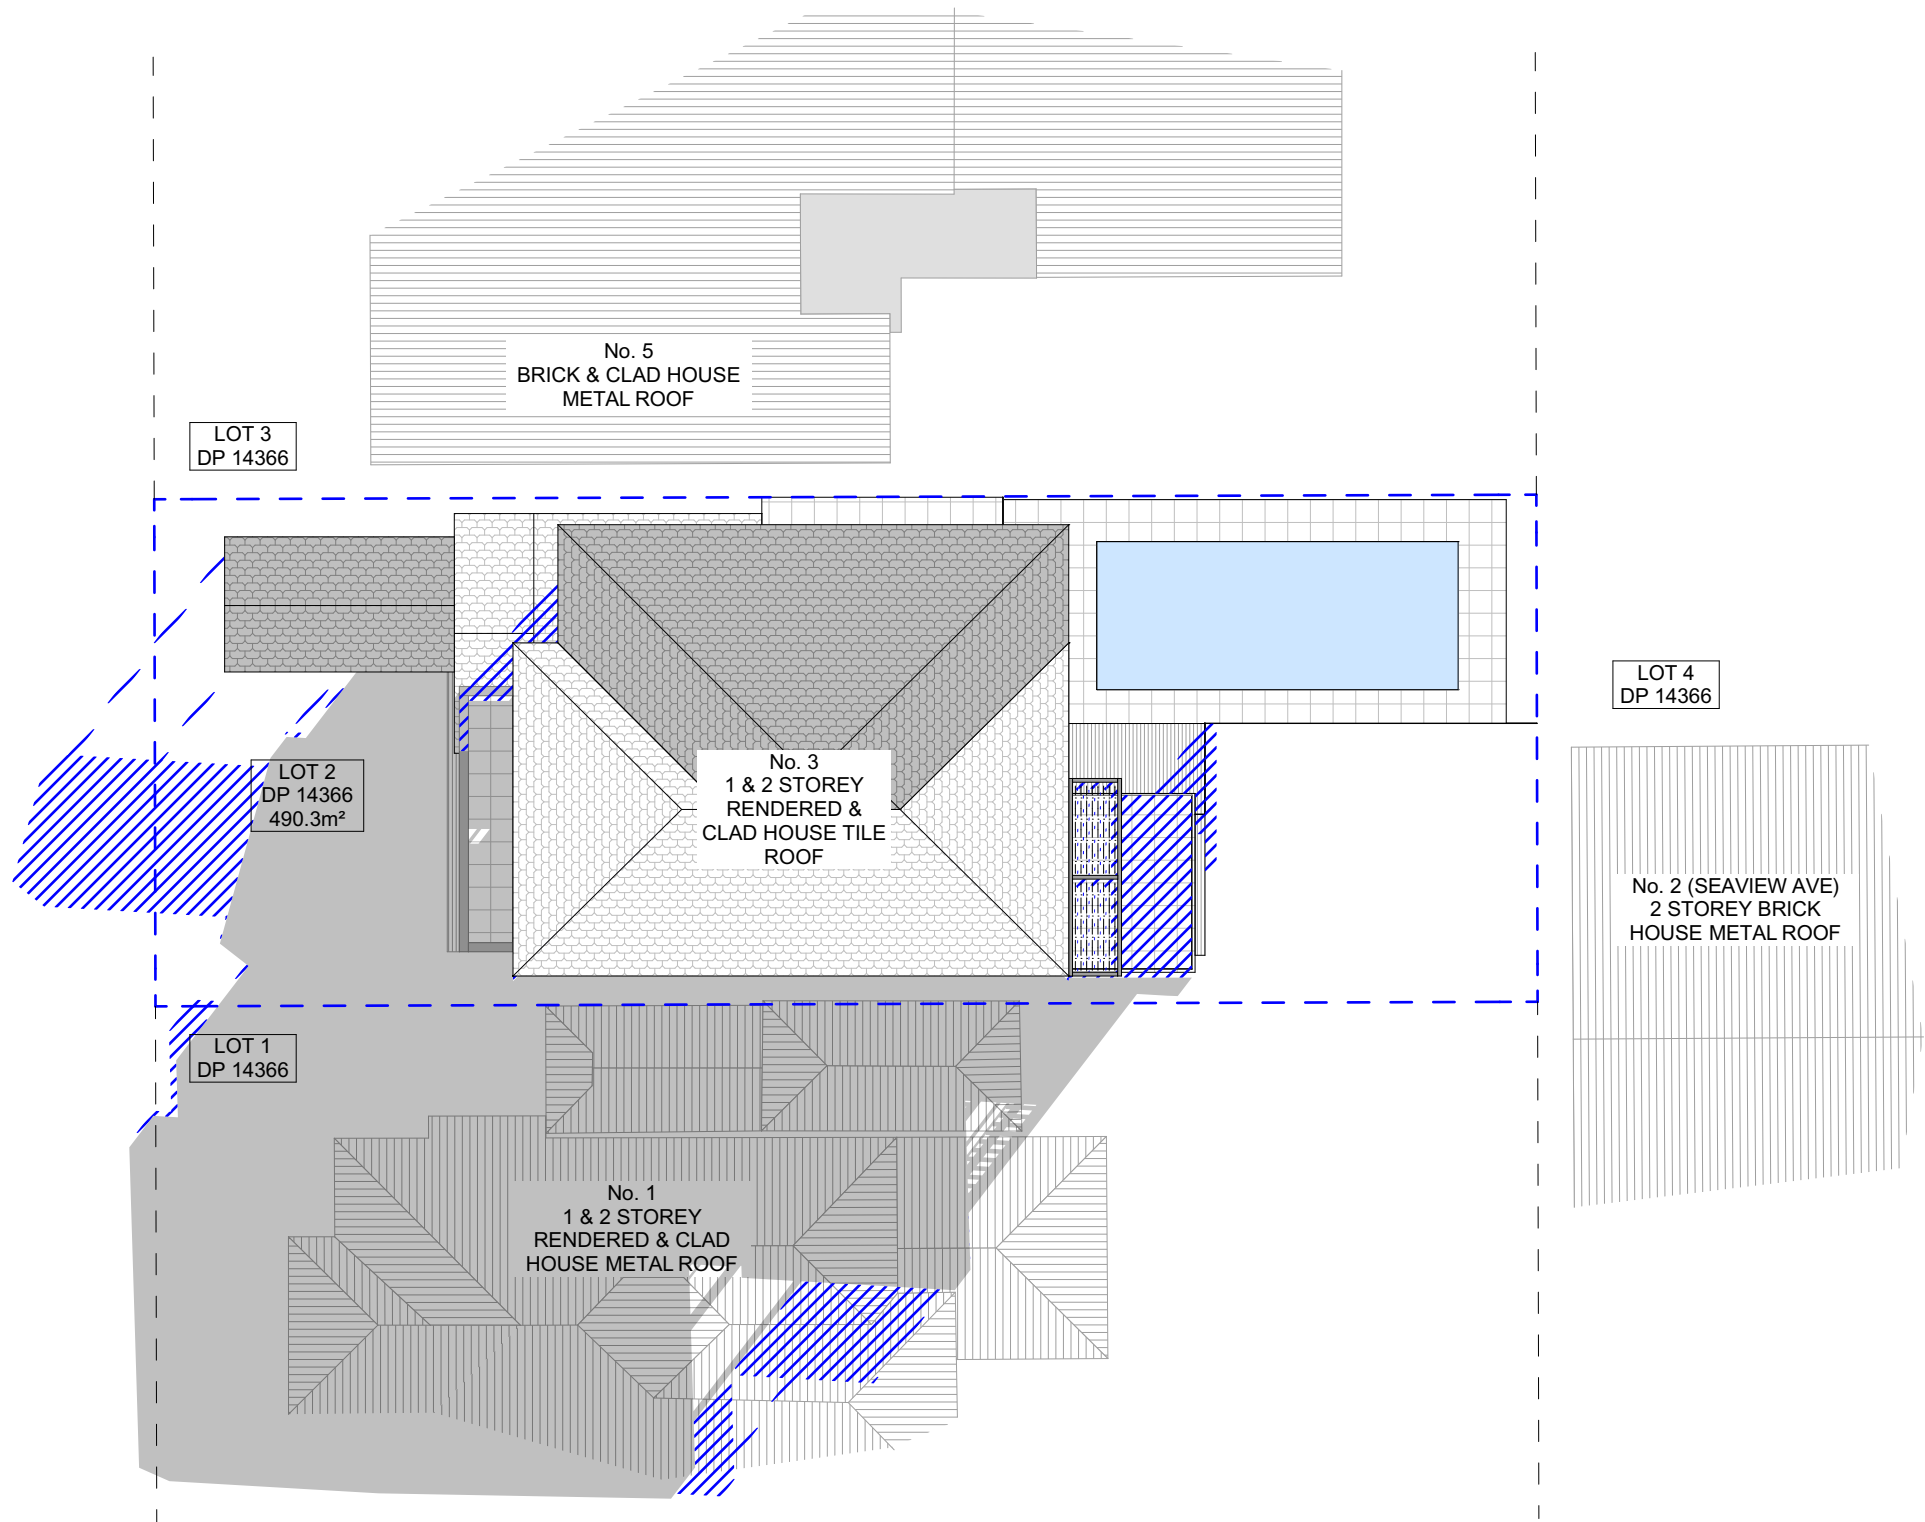 No. 5
BRICK & CLAD HOUSE
METAL ROOF
LOT 3
DP 14366
LOT 4
DP 14366
No. 3
1 & 2 STOREY
RENDERED &
CLAD HOUSE TILE
ROOF
LOT 2
DP 14366
490.3m²
No. 2 (SEAVIEW AVE)
2 STOREY BRICK
HOUSE METAL ROOF
LOT 1
DP 14366
No. 1
1 & 2 STOREY
RENDERED & CLAD
HOUSE METAL ROOF